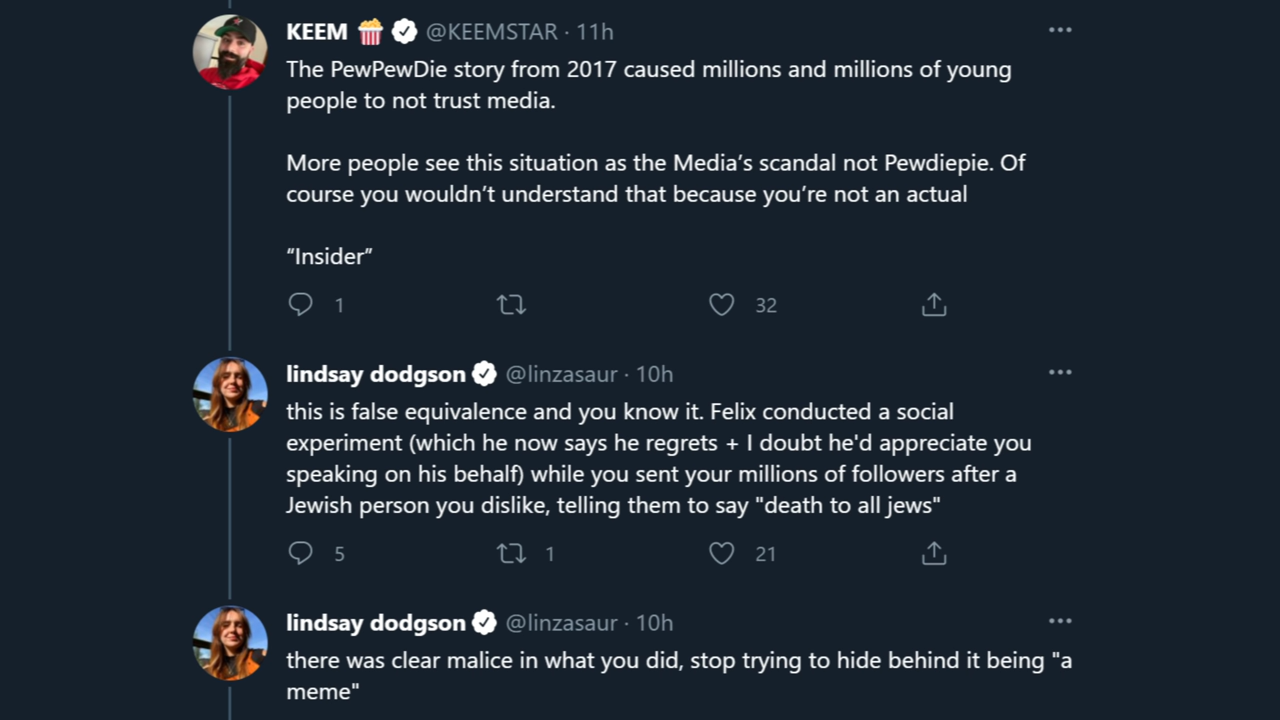 KEEM 🍿 @KEEMSTAR · 11h
The PewPewDie story from 2017 caused millions and millions of young
people to not trust media.
More people see this situation as the Media’s scandal not Pewdiepie. Of
course you wouldn’t understand that because you’re not an actual
“Insider”
1 32
lindsay dodgson @linzasaur · 10h
this is false equivalence and you know it. Felix conducted a social
experiment (which he now says he regrets + I doubt he'd appreciate you
speaking on his behalf) while you sent your millions of followers after a
Jewish person you dislike, telling them to say "death to all jews"
5 1 21
lindsay dodgson @linzasaur · 10h
there was clear malice in what you did, stop trying to hide behind it being "a
meme"